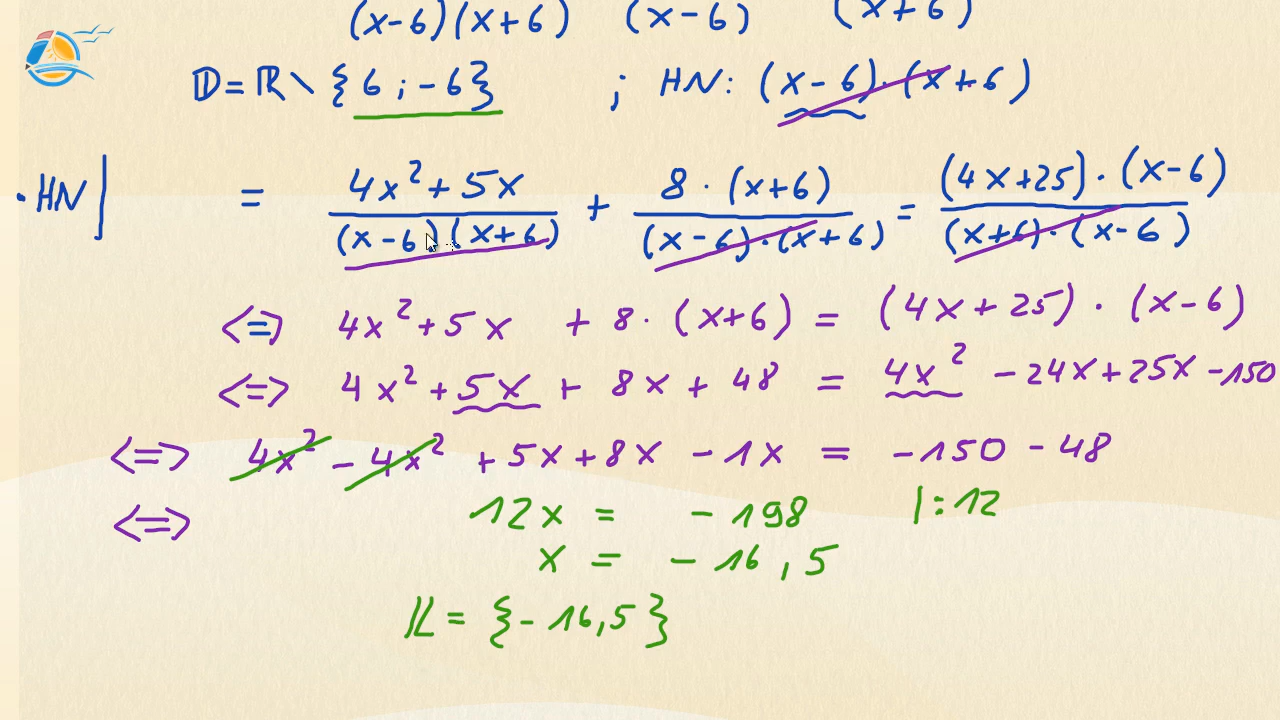 (x-6)(x+6) (x-6) (x+6)
𝔻 = ℝ \ {6 ; -6} ; HN: (x-6)·(x+6)
·HN| = (4x²+5x)/((x-6)·(x+6)) + (8·(x+6))/((x-6)·(x+6)) = ((4x+25)·(x-6))/((x+6)·(x-6))
<=> 4x²+5x + 8·(x+6) = (4x+25)·(x-6)
<=> 4x²+5x + 8x + 48 = 4x² -24x+25x-150
<=> 4x² - 4x² +5x+8x -1x = -150 -48
<=> 12x = -198 |:12
x = -16,5
𝕃 = {-16,5}